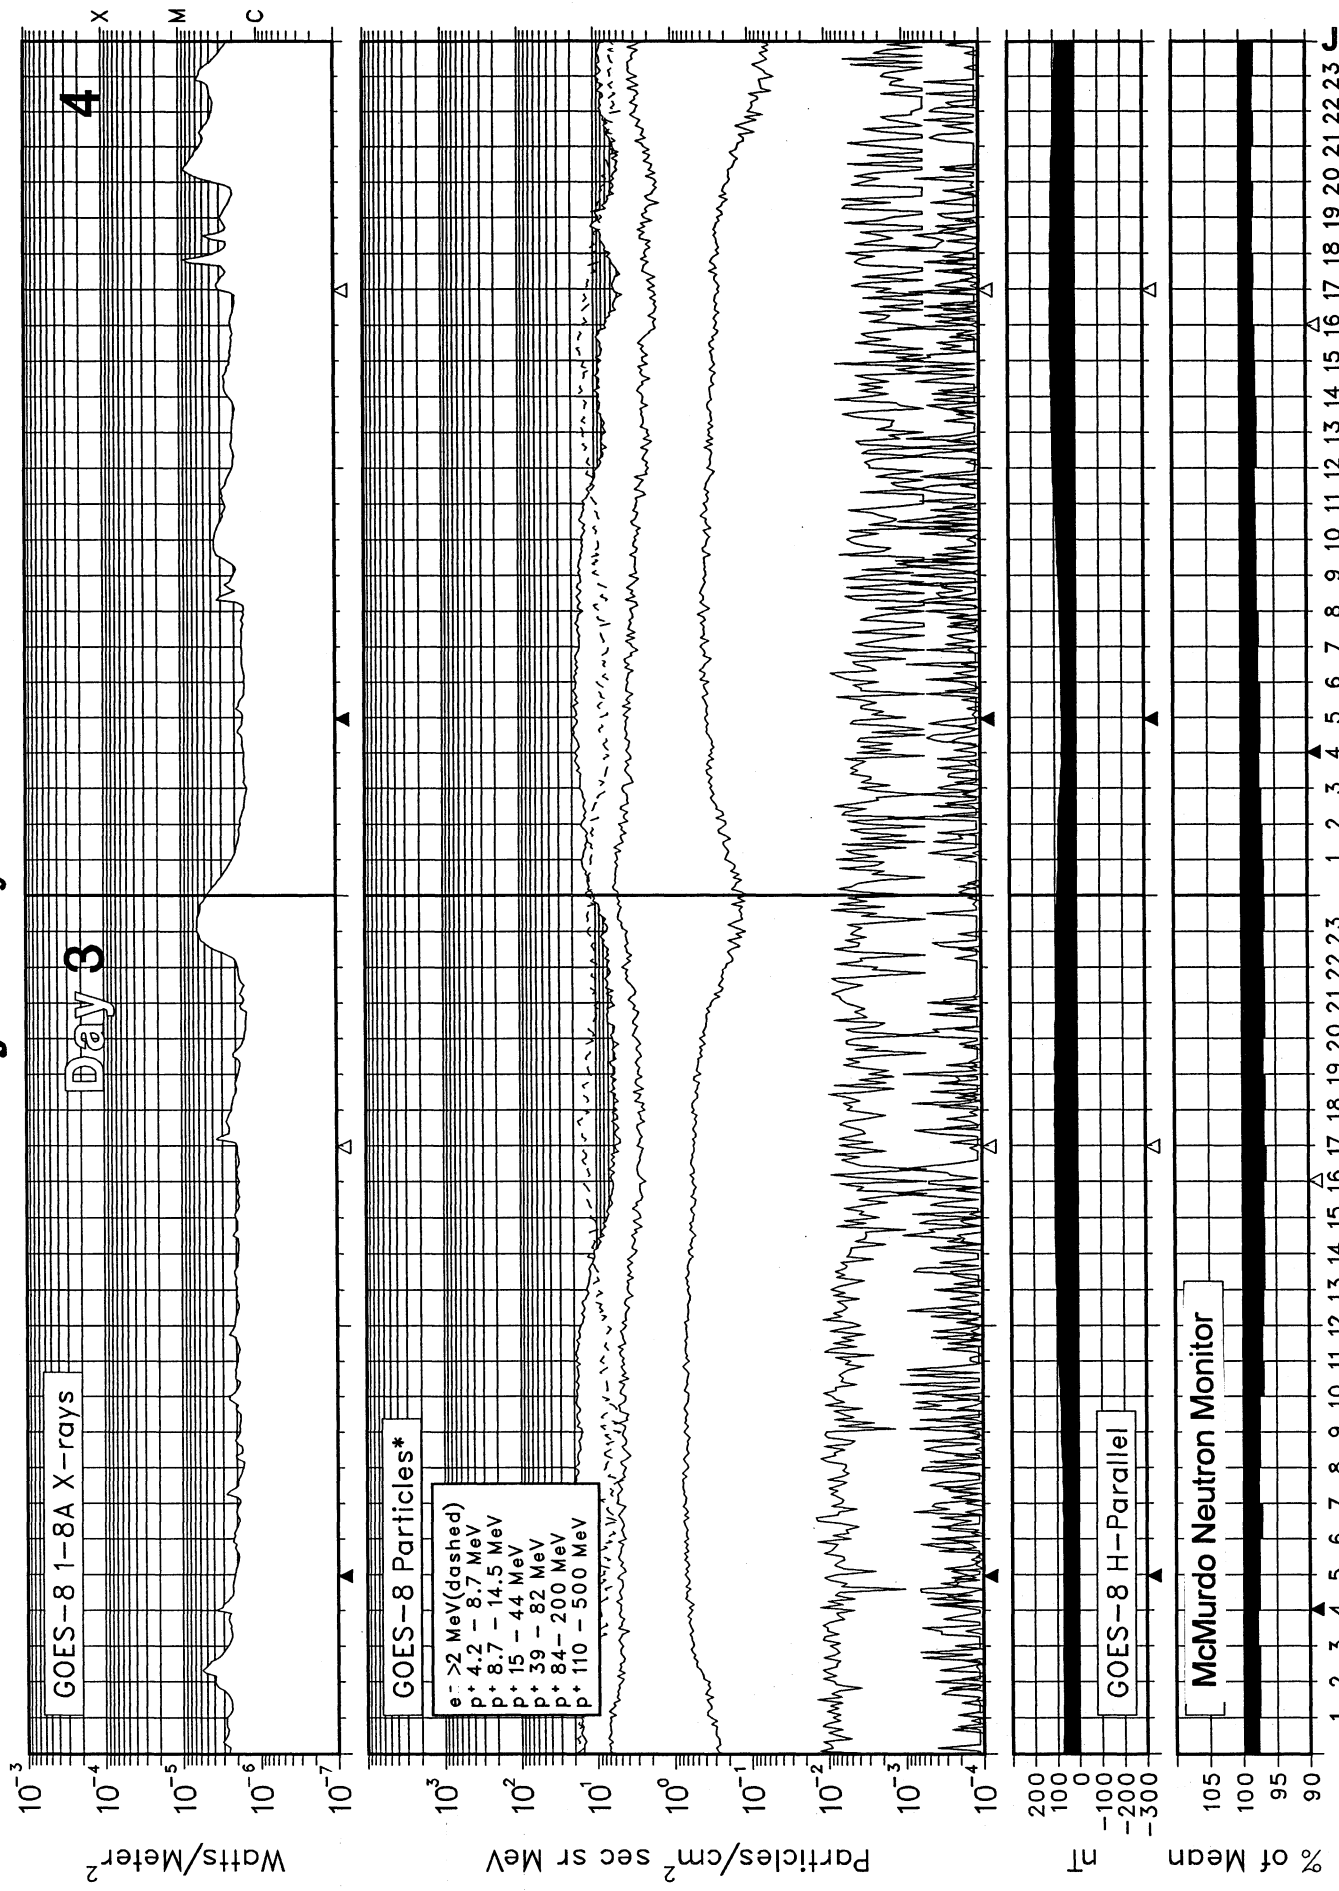 Day 3
4
GOES-8 1-8A X-rays
10⁻³
10⁻⁴
10⁻⁵
10⁻⁶
10⁻⁷
Watts/Meter²
X
M
C
GOES-8 Particles*
e⁻ >2 MeV(dashed)
p+ 4.2 - 8.7 MeV
p+ 8.7 - 14.5 MeV
p+ 15 - 44 MeV
p+ 39 - 82 MeV
p+ 84 - 200 MeV
p+ 110 - 500 MeV
10³
10²
10¹
10⁰
10⁻¹
10⁻²
10⁻³
10⁻⁴
Particles/cm² sec sr MeV
GOES-8 H-Parallel
200
100
0
-100
-200
-300
nT
McMurdo Neutron Monitor
105
100
95
90
% of Mean
1 2 3 4 5 6 7 8 9 10 11 12 13 14 15 16 17 18 19 20 21 22 23
1 2 3 4 5 6 7 8 9 10 11 12 13 14 15 16 17 18 19 20 21 22 23